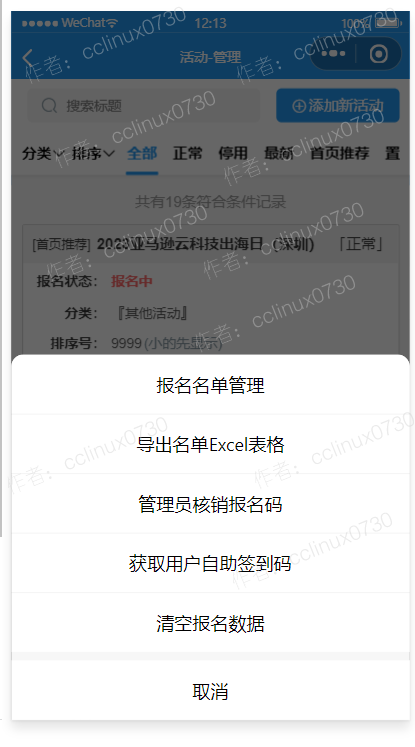 WeChat 12:13 100%
活动-管理
搜索标题 添加新活动
分类 排序 全部 正常 停用 最新 首页推荐 置
共有19条符合条件记录
[首页推荐] 2023亚马逊云科技出海日（深圳) 「正常」
报名状态： 报名中
分类： 『其他活动』
排序号： 9999 (小的先显示)
报名名单管理
导出名单Excel表格
管理员核销报名码
获取用户自助签到码
清空报名数据
取消
作者：cclinux0730
作者：cclinux0730
作者：cclinux0730
作者：cclinux0730
作者：cclinux0730
作者：cclinux0730
作者：cclinux0730
作者：cclinux0730
作者：cclinux0730